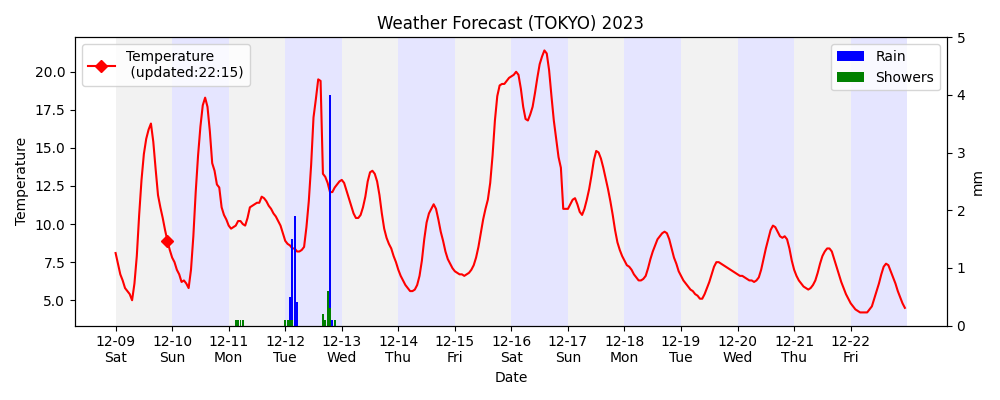 Weather Forecast (TOKYO) 2023
Temperature
(updated:22:15)
Rain
Showers
Temperature
20.0
17.5
15.0
12.5
10.0
7.5
5.0
5
4
3
2
1
0
mm
12-09 12-10 12-11 12-12 12-13 12-14 12-15 12-16 12-17 12-18 12-19 12-20 12-21 12-22
Sat Sun Mon Tue Wed Thu Fri Sat Sun Mon Tue Wed Thu Fri
Date